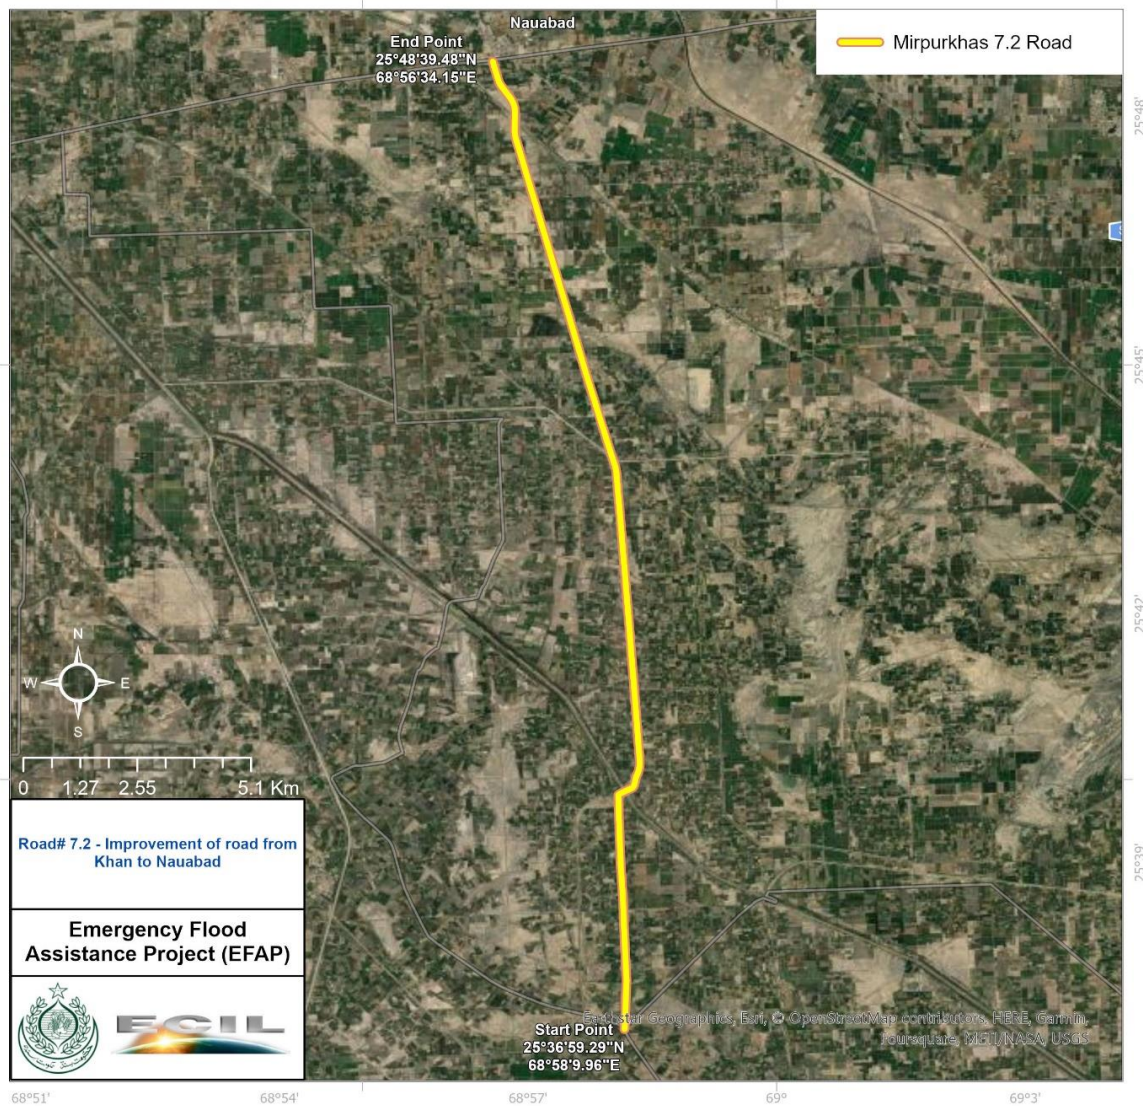 Nauabad
End Point
25°48'39.48"N
68°56'34.15"E
Mirpurkhas 7.2 Road
25°48'
25°45'
25°42'
25°39'
N
W
E
S
0 1.27 2.55 5.1 Km
Road# 7.2 - Improvement of road from
Khan to Nauabad
Emergency Flood
Assistance Project (EFAP)
ECIL
Start Point
25°36'59.29"N
68°58'9.96"E
Earthstar Geographics, Esri, © OpenStreetMap contributors, HERE, Garmin,
Foursquare, METI/NASA, USGS
68°51' 68°54' 68°57' 69° 69°3'